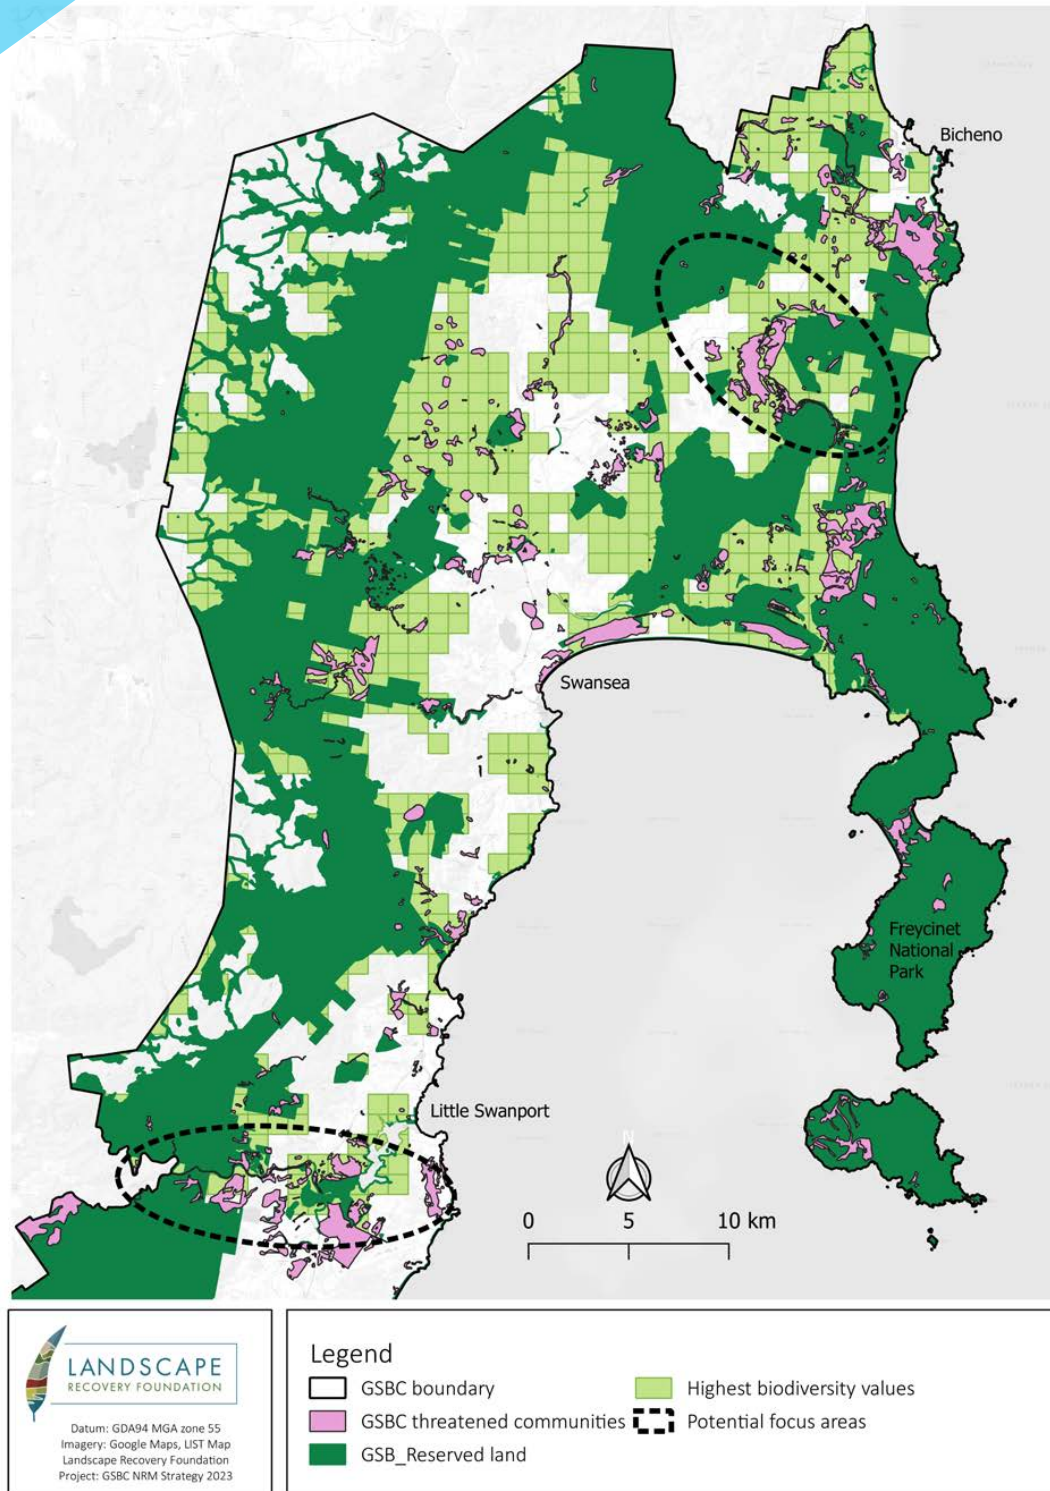 Bicheno
Swansea
Freycinet
National
Park
Little Swanport
N
0 5 10 km
LANDSCAPE
RECOVERY FOUNDATION
Datum: GDA94 MGA zone 55
Imagery: Google Maps, LIST Map
Landscape Recovery Foundation
Project: GSBC NRM Strategy 2023
Legend
GSBC boundary
GSBC threatened communities
GSB_Reserved land
Highest biodiversity values
Potential focus areas